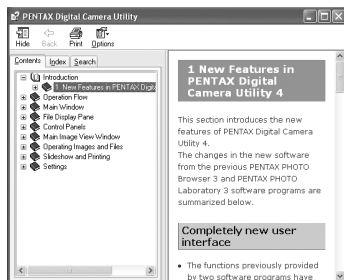 PENTAX Digital Camera Utility
Hide Back Print Options
Contents Index Search
Introduction
1 New Features in PENTAX Digita
Operation Flow
Main Window
File Display Pane
Control Panels
Main Image View Window
Operating Images and Files
Slideshow and Printing
Settings
1 New Features in
PENTAX Digital
Camera Utility 4
This section introduces the new
features of PENTAX Digital Camera
Utility 4.
The changes in the new software
from the previous PENTAX PHOTO
Browser 3 and PENTAX PHOTO
Laboratory 3 software programs are
summarized below.
Completely new user
interface
• The functions previously provided
by two software programs have